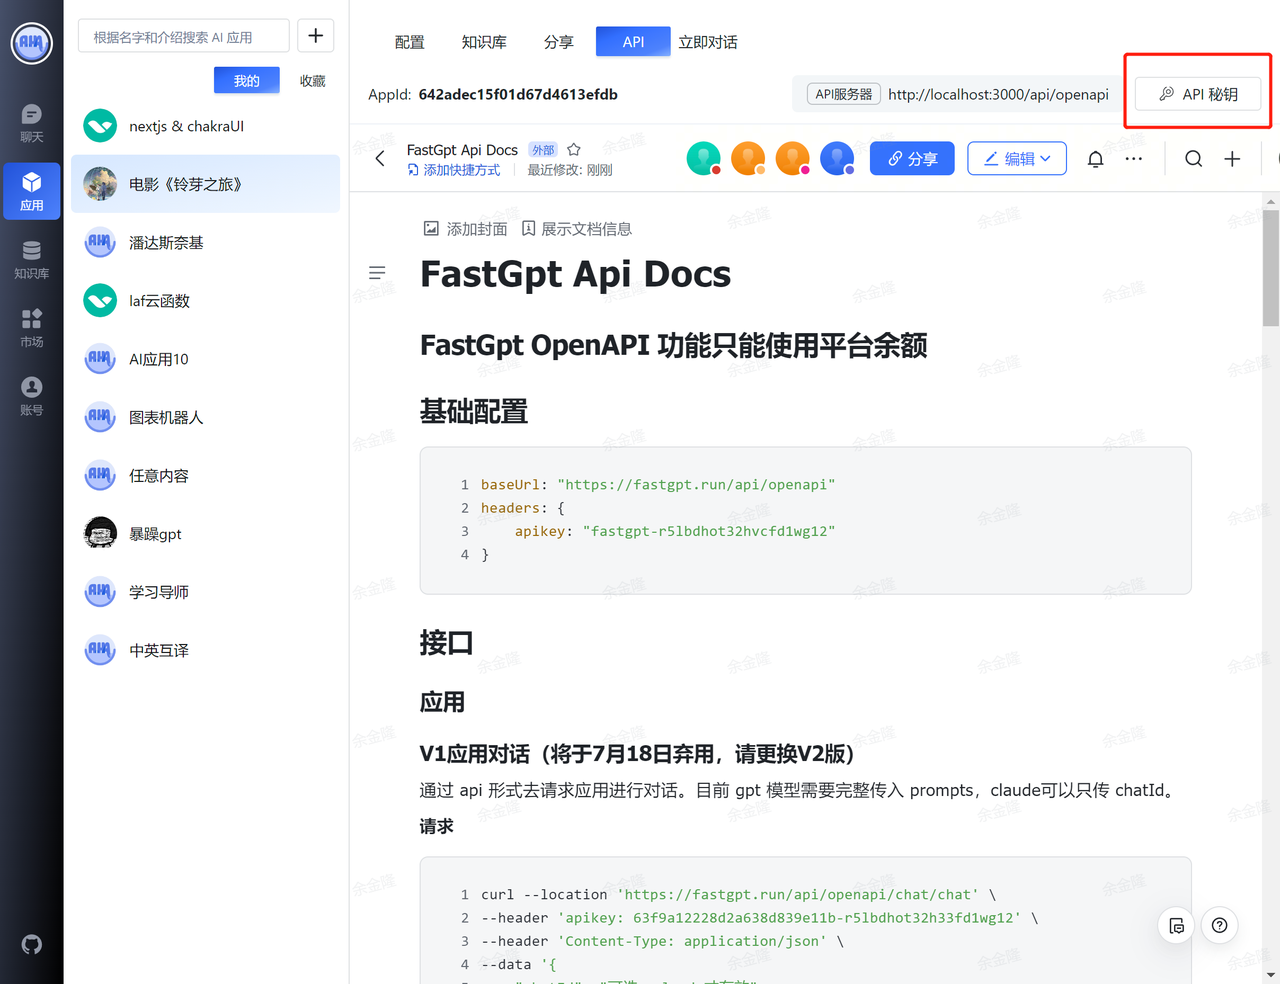 聊天
应用
知识库
市场
账号
根据名字和介绍搜索 AI 应用
我的
收藏
nextjs & chakraUI
电影《铃芽之旅》
潘达斯奈基
laf云函数
AI应用10
图表机器人
任意内容
暴躁gpt
学习导师
中英互译
配置
知识库
分享
API
立即对话
AppId: 642adec15f01d67d4613efdb
API服务器 http://localhost:3000/api/openapi
API 秘钥
FastGpt Api Docs 外部
添加快捷方式 最近修改: 刚刚
分享
编辑
添加封面 展示文档信息
FastGpt Api Docs
FastGpt OpenAPI 功能只能使用平台余额
基础配置
1 baseUrl: "https://fastgpt.run/api/openapi"
2 headers: {
3 apikey: "fastgpt-r5lbdhot32hvcfd1wg12"
4 }
接口
应用
V1应用对话（将于7月18日弃用，请更换V2版）
通过 api 形式去请求应用进行对话。目前 gpt 模型需要完整传入 prompts，claude可以只传 chatId。
请求
1 curl --location 'https://fastgpt.run/api/openapi/chat/chat' \
2 --header 'apikey: 63f9a12228d2a638d839e11b-r5lbdhot32h33fd1wg12' \
3 --header 'Content-Type: application/json' \
4 --data '{
余金隆